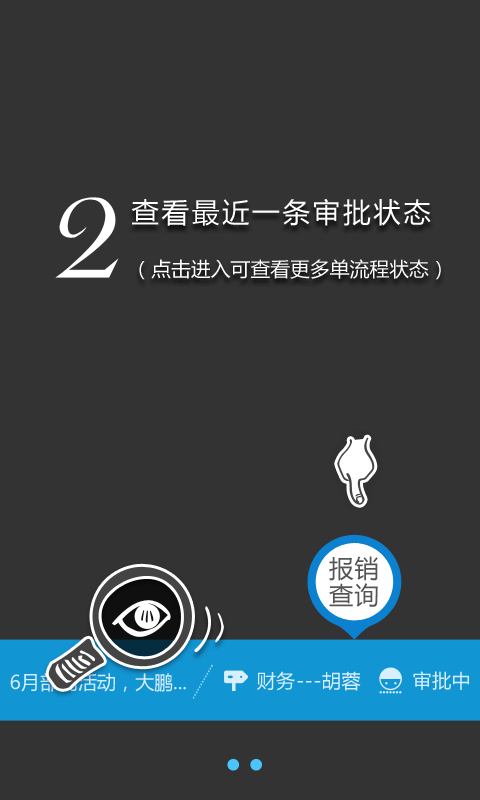 2
查看最近一条审批状态
（点击进入可查看更多单流程状态）
报销
查询
6月部 活动，大鹏... 财务---胡蓉 审批中